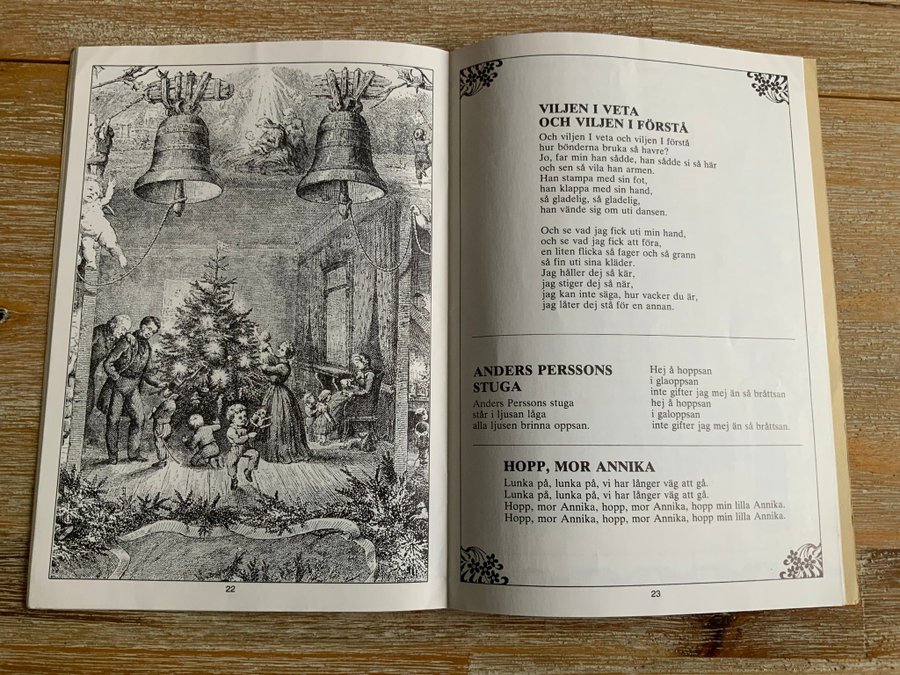 22
VILJEN I VETA
OCH VILJEN I FÖRSTÅ
Och viljen I veta och viljen I förstå
hur bönderna bruka så havre?
Jo, far min han sådde, han sådde si så här
och sen så vila han armen.
Han stampa med sin fot,
han klappa med sin hand,
så gladelig, så gladelig,
han vände sig om uti dansen.
Och se vad jag fick uti min hand,
och se vad jag fick att föra,
en liten flicka så fager och så grann
så fin uti sina kläder.
Jag håller dej så kär,
jag stiger dej så när,
jag kan inte säga, hur vacker du är,
jag låter dej stå för en annan.
ANDERS PERSSONS
STUGA
Anders Perssons stuga
står i ljusan låga
alla ljusen brinna oppsan.
Hej å hoppsan
i glaoppsan
inte gifter jag mej än så bråttsan
hej å hoppsan
i galoppsan
inte gifter jag mej än så bråttsan.
HOPP, MOR ANNIKA
Lunka på, lunka på, vi har långer väg att gå.
Lunka på, lunka på, vi har långer väg att gå.
Hopp, mor Annika, hopp, mor Annika, hopp min lilla Annika.
Hopp, mor Annika, hopp, mor Annika, hopp min lilla Annika.
23